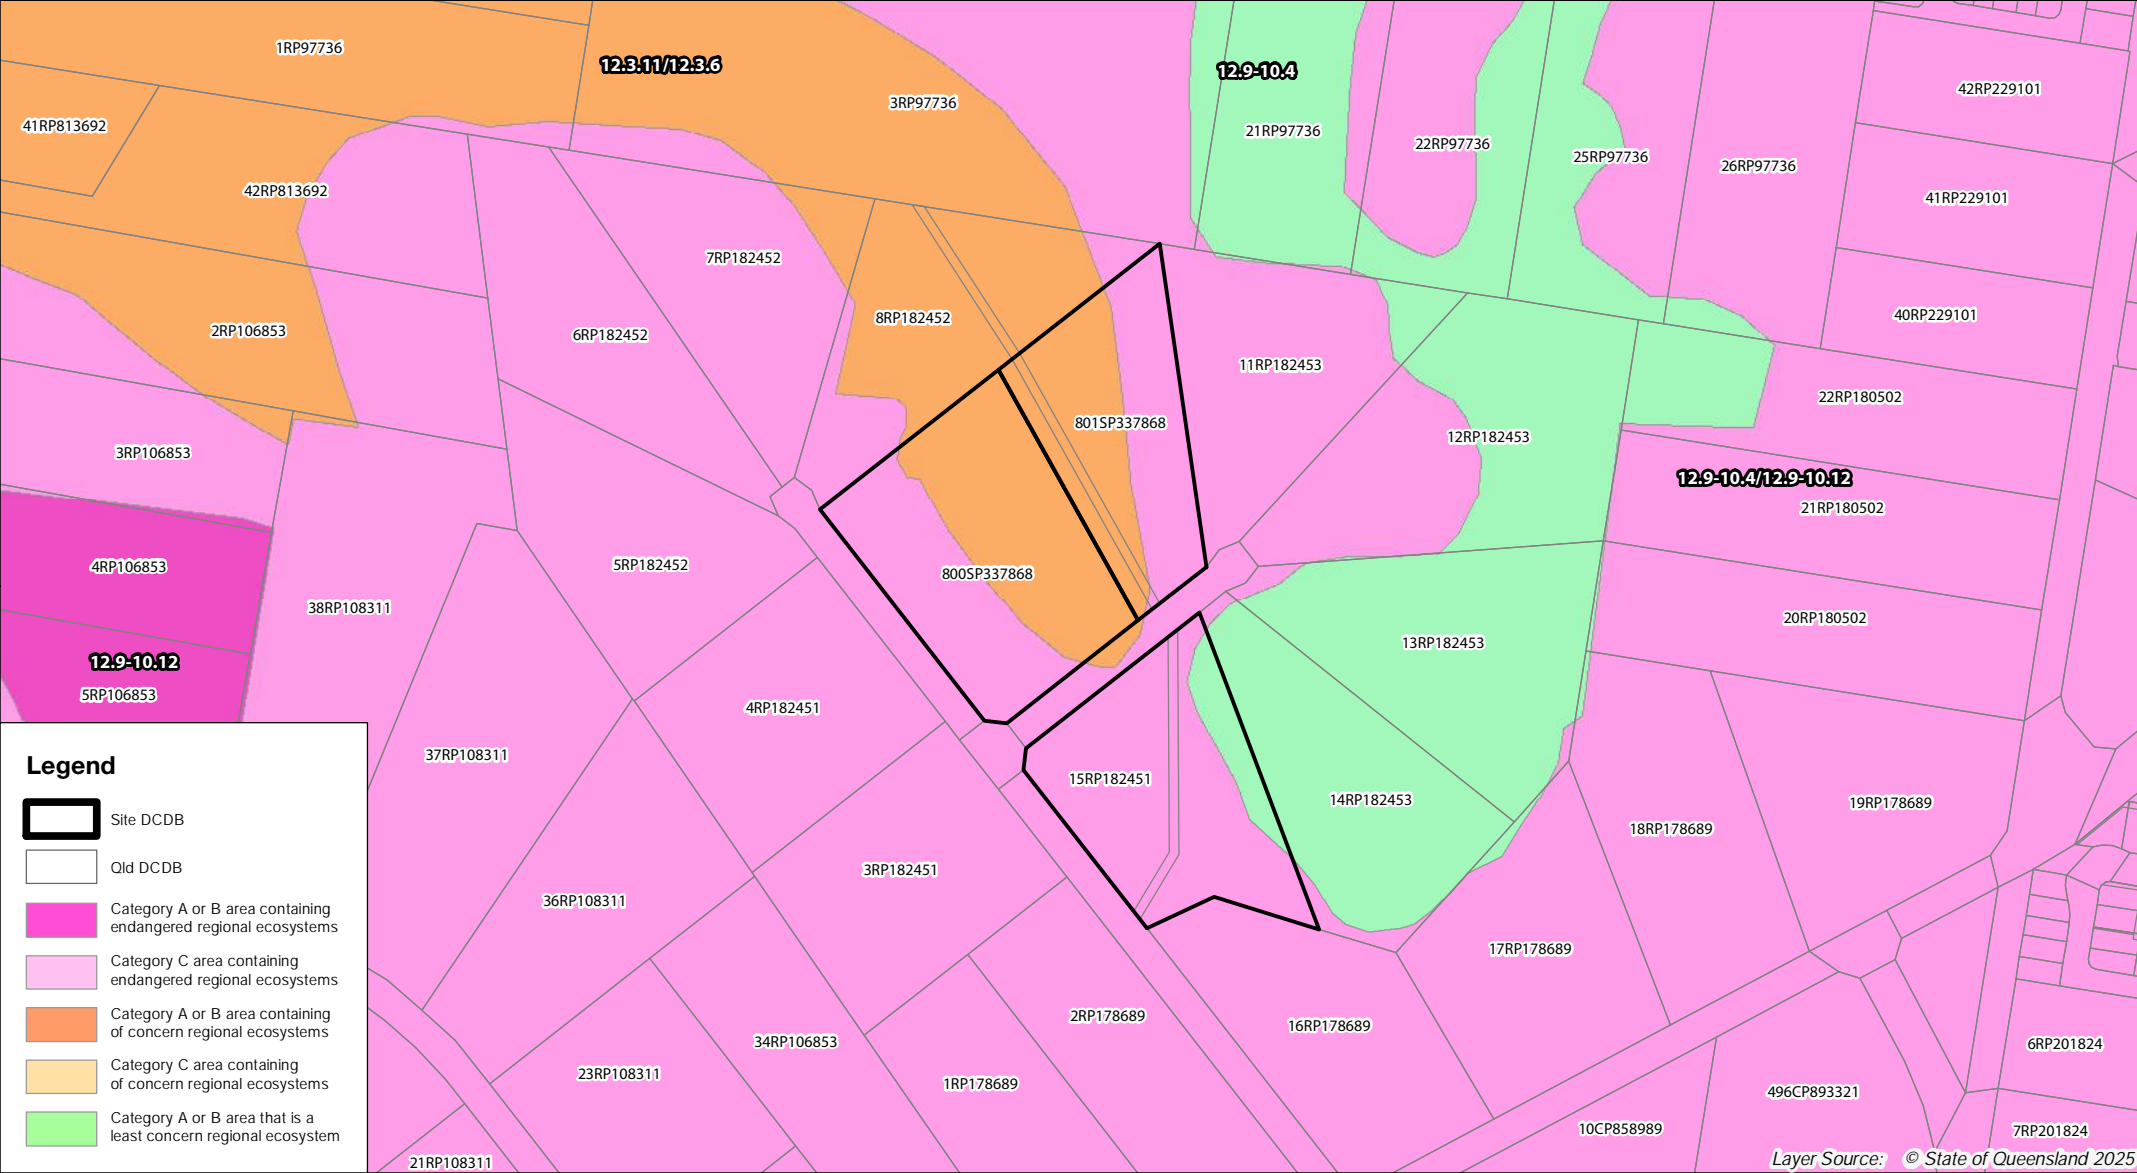 1RP97736
12.3.11/12.3.6
12.9-10.4
3RP97736
42RP229101
41RP813692
21RP97736
22RP97736
25RP97736
26RP97736
42RP813692
41RP229101
7RP182452
2RP106853
8RP182452
6RP182452
40RP229101
11RP182453
22RP180502
801SP337868
12RP182453
3RP106853
12.9-10.4/12.9-10.12
21RP180502
4RP106853
5RP182452
800SP337868
38RP108311
20RP180502
13RP182453
12.9-10.12
5RP106853
4RP182451
37RP108311
15RP182451
14RP182453
19RP178689
18RP178689
3RP182451
36RP108311
17RP178689
2RP178689
16RP178689
34RP106853
6RP201824
23RP108311
1RP178689
496CP893321
10CP858989
7RP201824
21RP108311
Legend
Site DCDB
Qld DCDB
Category A or B area containing
endangered regional ecosystems
Category C area containing
endangered regional ecosystems
Category A or B area containing
of concern regional ecosystems
Category C area containing
of concern regional ecosystems
Category A or B area that is a
least concern regional ecosystem
Layer Source: © State of Queensland 2025